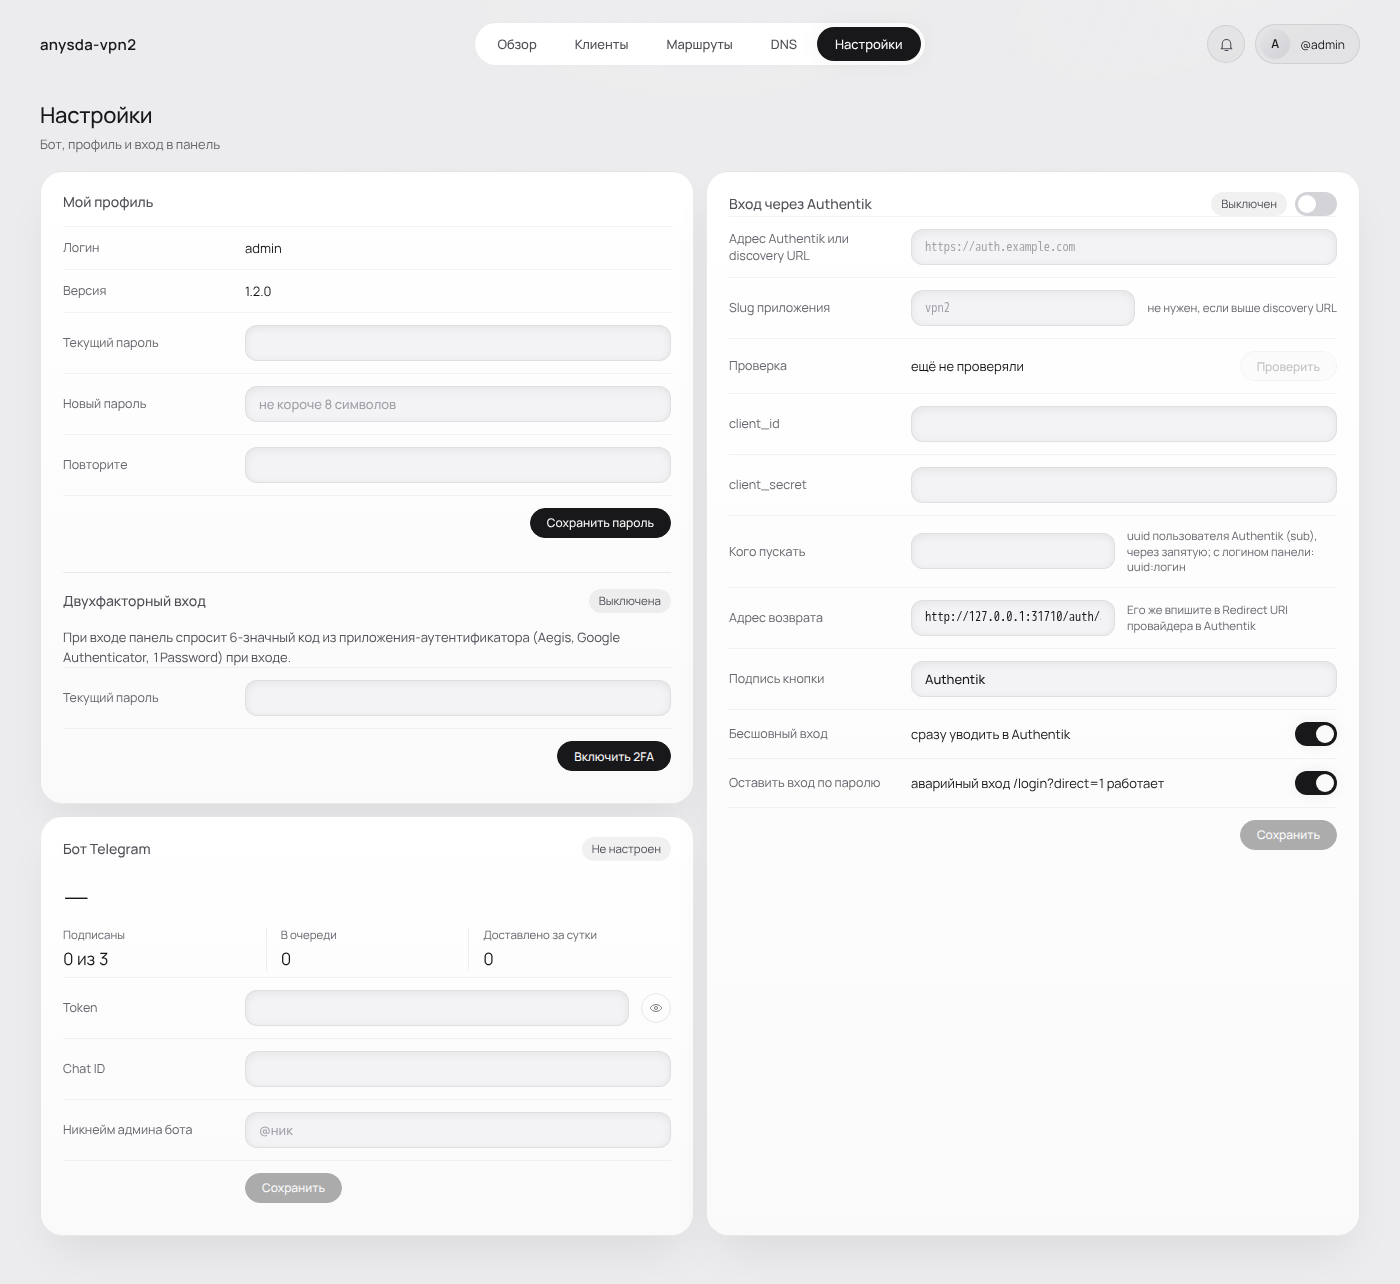 anysda-vpn2
Обзор
Клиенты
Маршруты
DNS
Настройки
A
@admin
Настройки
Бот, профиль и вход в панель
Мой профиль
Логин
admin
Версия
1.2.0
Текущий пароль
Новый пароль
не короче 8 символов
Повторите
Сохранить пароль
Двухфакторный вход
Выключена
При входе панель спросит 6-значный код из приложения-аутентификатора (Aegis, Google
Authenticator, 1Password) при входе.
Текущий пароль
Включить 2FA
Бот Telegram
Не настроен
—
Подписаны
0 из 3
В очереди
0
Доставлено за сутки
0
Token
Chat ID
Никнейм админа бота
@ник
Сохранить
Вход через Authentik
Выключен
Адрес Authentik или
discovery URL
https://auth.example.com
Slug приложения
vpn2
не нужен, если выше discovery URL
Проверка
ещё не проверяли
Проверить
client_id
client_secret
Кого пускать
uuid пользователя Authentik (sub),
через запятую; с логином панели:
uuid:логин
Адрес возврата
http://127.0.0.1:31710/auth/
Его же впишите в Redirect URI
провайдера в Authentik
Подпись кнопки
Authentik
Бесшовный вход
сразу уводить в Authentik
Оставить вход по паролю
аварийный вход /login?direct=1 работает
Сохранить